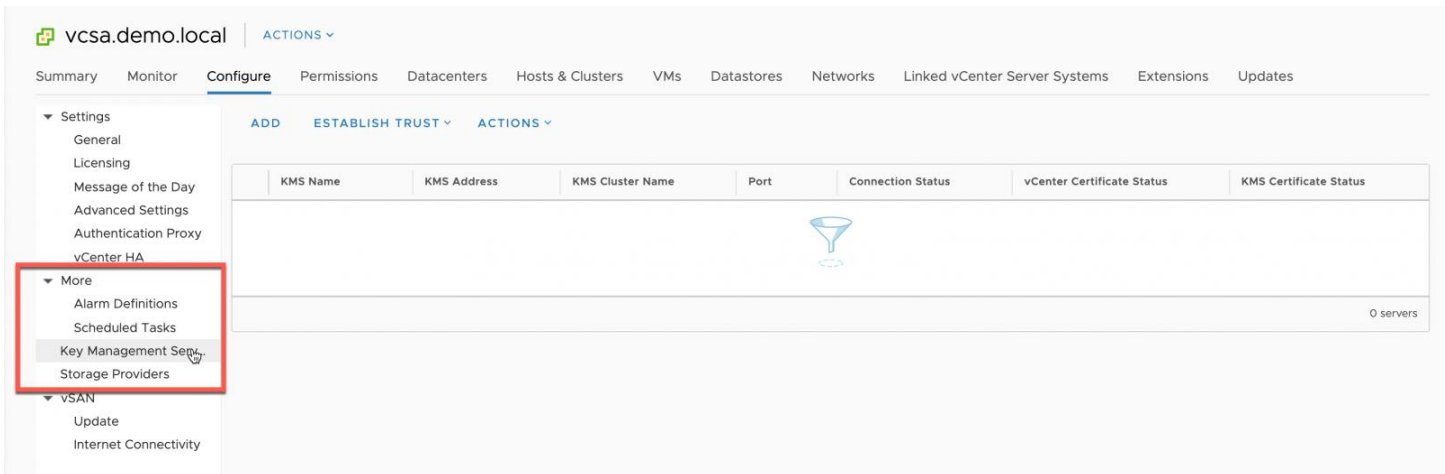 vcsa.demo.local ACTIONS
Summary Monitor Configure Permissions Datacenters Hosts & Clusters VMs Datastores Networks Linked vCenter Server Systems Extensions Updates
Settings
General
Licensing
Message of the Day
Advanced Settings
Authentication Proxy
vCenter HA
More
Alarm Definitions
Scheduled Tasks
Key Management Serv...
Storage Providers
vSAN
Update
Internet Connectivity
ADD ESTABLISH TRUST ACTIONS
KMS Name KMS Address KMS Cluster Name Port Connection Status vCenter Certificate Status KMS Certificate Status
0 servers